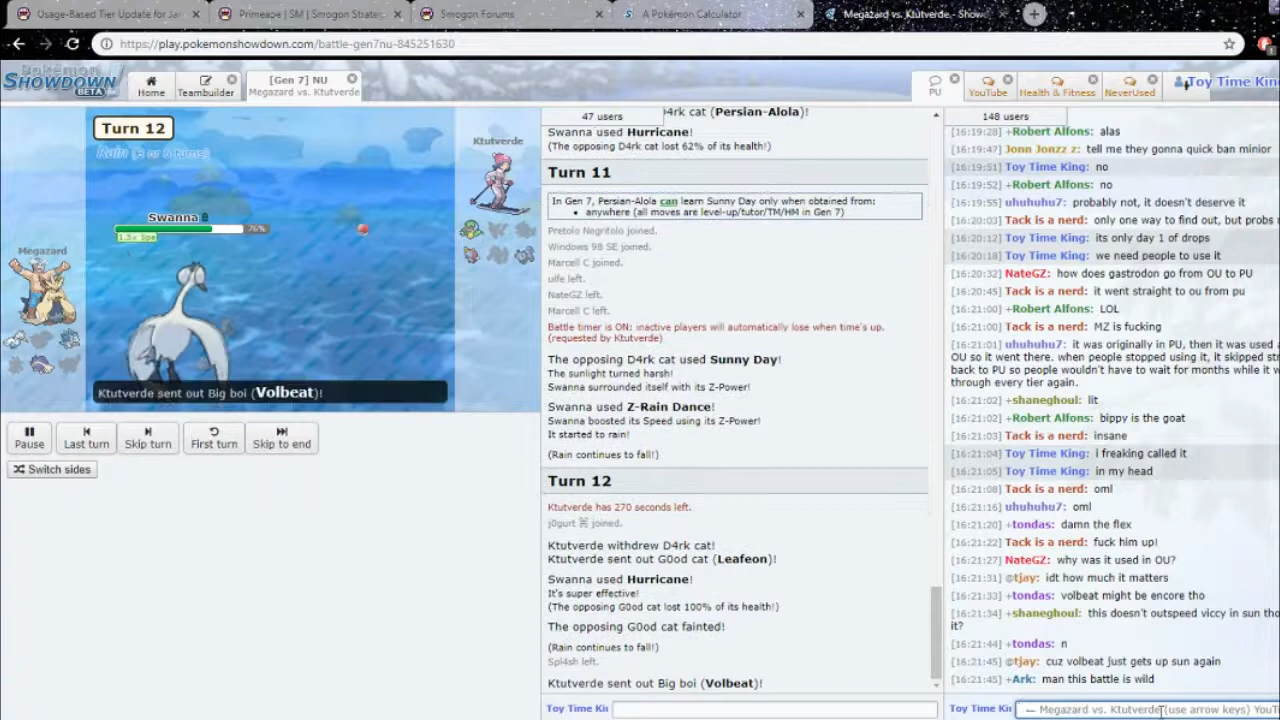 Usage-Based Tier Update for Jan
Primeape | SM | Smogon Strateg
Smogon Forums
A Pokémon Calculator
Megazard vs. Ktutverde - Show
https://play.pokemonshowdown.com/battle-gen7nu-845251630
Pokémon
SHOWDOWN
BETA
Home
Teambuilder
[Gen 7] NU
Megazard vs. Ktutverde
PU
YouTube
Health & Fitness
NeverUsed
Toy Time Kin
Turn 12
Rain (3 or 6 turns)
Swanna
76%
1.5× Spe
Megazard
Ktutverde
Ktutverde sent out Big boi (Volbeat)!
Pause
Last turn
Skip turn
First turn
Skip to end
Switch sides
47 users
D4rk cat (Persian-Alola)!
Swanna used Hurricane!
(The opposing D4rk cat lost 62% of its health!)
Turn 11
In Gen 7, Persian-Alola can learn Sunny Day only when obtained from:
• anywhere (all moves are level-up/tutor/TM/HM in Gen 7)
Pretolo Negritolo joined.
Windows 98 SE joined.
Marcell C joined.
ulfe left.
NateGZ left.
Marcell C left.
Battle timer is ON: inactive players will automatically lose when time's up.
(requested by Ktutverde)
The opposing D4rk cat used Sunny Day!
The sunlight turned harsh!
Swanna surrounded itself with its Z-Power!
Swanna used Z-Rain Dance!
Swanna boosted its Speed using its Z-Power!
It started to rain!
(Rain continues to fall!)
Turn 12
Ktutverde has 270 seconds left.
j0gurt 英 joined.
Ktutverde withdrew D4rk cat!
Ktutverde sent out G0od cat (Leafeon)!
Swanna used Hurricane!
It's super effective!
(The opposing G0od cat lost 100% of its health!)
The opposing G0od cat fainted!
(Rain continues to fall!)
Spl4sh left.
Ktutverde sent out Big boi (Volbeat)!
Toy Time Kin
148 users
[16:19:28] +Robert Alfons: alas
[16:19:47] Jonn Jonzz z: tell me they gonna quick ban minior
[16:19:51] Toy Time King: no
[16:19:52] +Robert Alfons: no
[16:19:55] uhuhuhu7: probably not, it doesn't deserve it
[16:20:03] Tack is a nerd: only one way to find out, but probs
[16:20:12] Toy Time King: its only day 1 of drops
[16:20:18] Toy Time King: we need people to use it
[16:20:32] NateGZ: how does gastrodon go from OU to PU
[16:20:45] Tack is a nerd: it went straight to ou from pu
[16:21:00] +Robert Alfons: LOL
[16:21:00] Tack is a nerd: MZ is fucking
[16:21:01] uhuhuhu7: it was originally in PU, then it was used a
OU so it went there. when people stopped using it, it skipped st
back to PU so people wouldn't have to wait for months while it w
through every tier again.
[16:21:02] +shaneghoul: lit
[16:21:02] +Robert Alfons: bippy is the goat
[16:21:03] Tack is a nerd: insane
[16:21:04] Toy Time King: i freaking called it
[16:21:05] Toy Time King: in my head
[16:21:08] Tack is a nerd: oml
[16:21:16] uhuhuhu7: oml
[16:21:20] +tondas: damn the flex
[16:21:22] Tack is a nerd: fuck him up!
[16:21:27] NateGZ: why was it used in OU?
[16:21:31] @tjay: idt how much it matters
[16:21:33] +tondas: volbeat might be encore tho
[16:21:34] +shaneghoul: this doesn't outspeed viccy in sun tho
it?
[16:21:44] +tondas: n
[16:21:45] @tjay: cuz volbeat just gets up sun again
[16:21:45] +Ark: man this battle is wild
Toy Time Kin
← Megazard vs. Ktutverde (use arrow keys) YouT